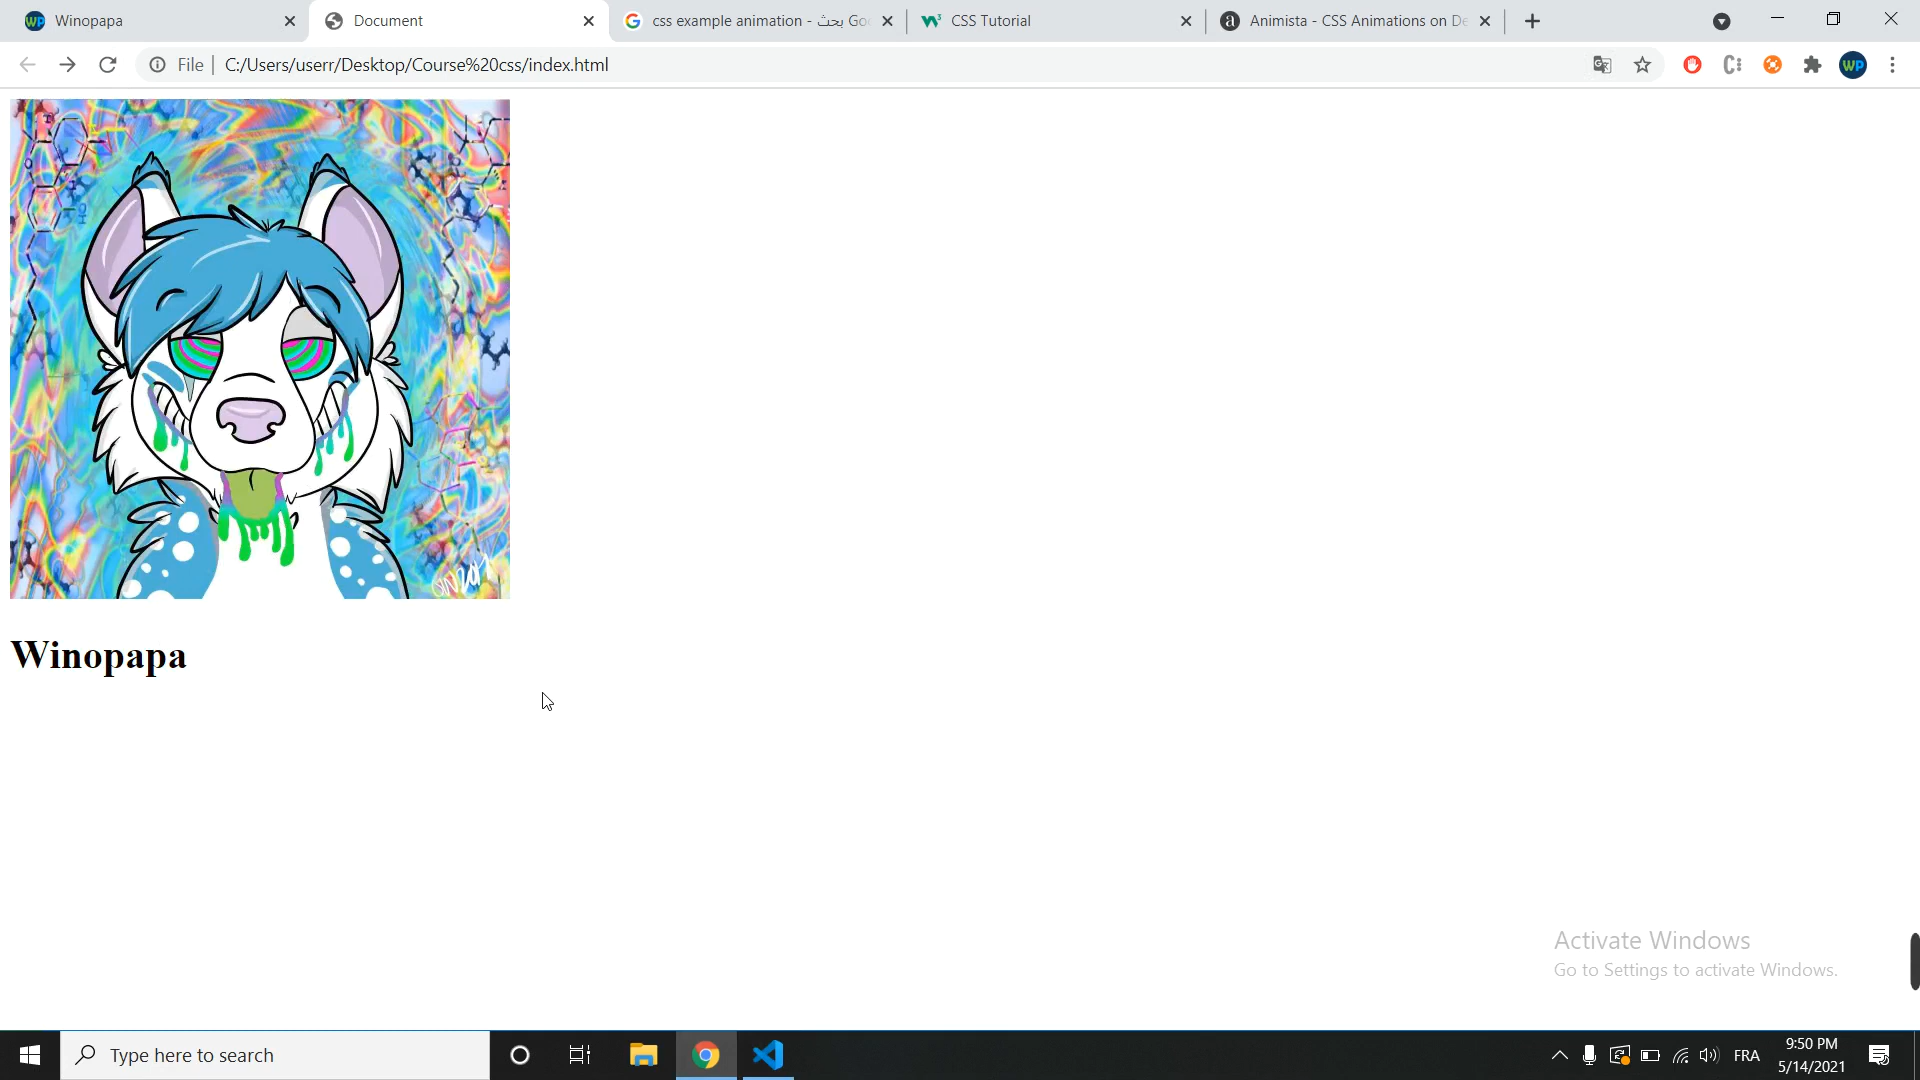 Winopapa
Document
css example animation - بحث Goo
CSS Tutorial
Animista - CSS Animations on De
File
C:/Users/userr/Desktop/Course%20css/index.html
WP
Winopapa
Activate Windows
Go to Settings to activate Windows.
Type here to search
FRA
9:50 PM
5/14/2021